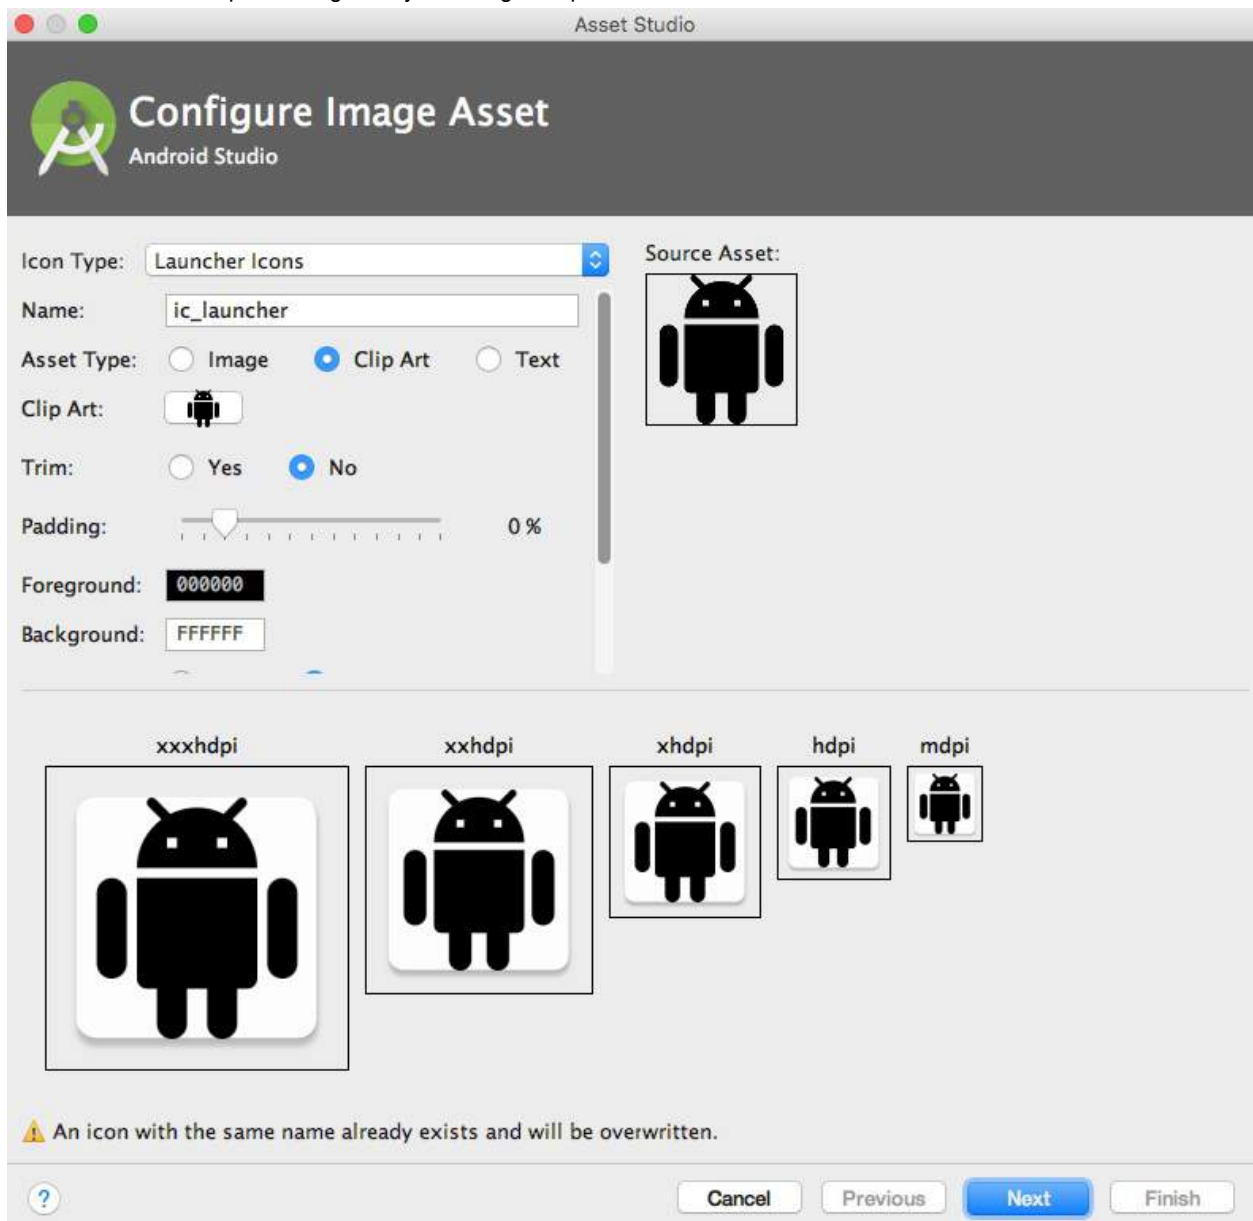 Asset Studio
Configure Image Asset
Android Studio
Icon Type: Launcher Icons
Source Asset:
Name: ic_launcher
Asset Type: Image Clip Art Text
Clip Art:
Trim: Yes No
Padding: 0 %
Foreground: 000000
Background: FFFFFF
xxxhdpi xxhdpi xhdpi hdpi mdpi
An icon with the same name already exists and will be overwritten.
? Cancel Previous Next Finish